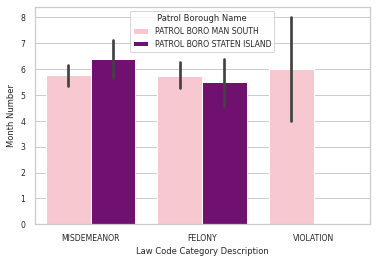 Patrol Borough Name
PATROL BORO MAN SOUTH
PATROL BORO STATEN ISLAND
8
7
6
5
4
3
2
1
0
Month Number
MISDEMEANOR FELONY VIOLATION
Law Code Category Description